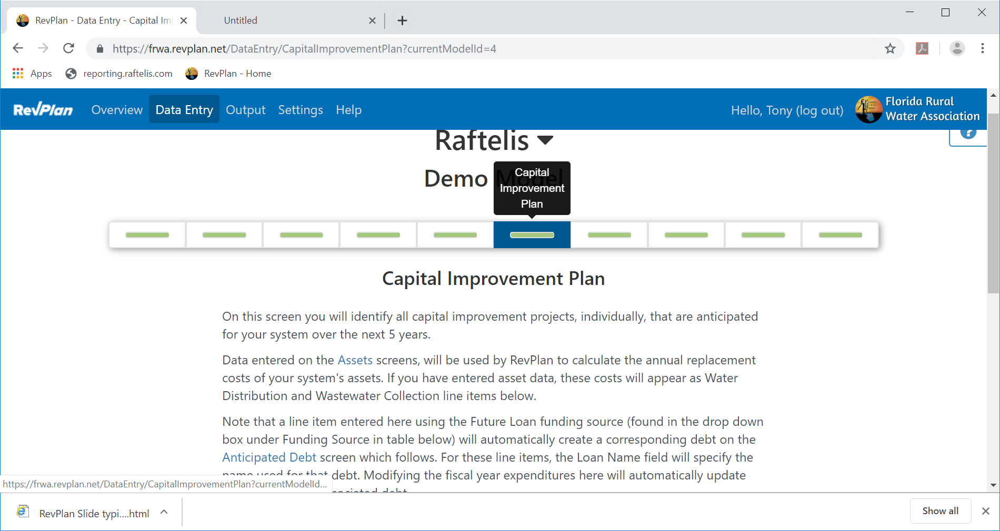 RevPlan - Data Entry - Capital Im
Untitled
https://frwa.revplan.net/DataEntry/CapitalImprovementPlan?currentModelId=4
Apps
reporting.raftelis.com
RevPlan - Home
RevPlan
Overview
Data Entry
Output
Settings
Help
Hello, Tony (log out)
Florida Rural
Water Association
?
Raftelis
Demo Model
Capital
Improvement
Plan
Capital Improvement Plan
On this screen you will identify all capital improvement projects, individually, that are anticipated
for your system over the next 5 years.
Data entered on the Assets screens, will be used by RevPlan to calculate the annual replacement
costs of your system's assets. If you have entered asset data, these costs will appear as Water
Distribution and Wastewater Collection line items below.
Note that a line item entered here using the Future Loan funding source (found in the drop down
box under Funding Source in table below) will automatically create a corresponding debt on the
Anticipated Debt screen which follows. For these line items, the Loan Name field will specify the
name used for that debt. Modifying the fiscal year expenditures here will automatically update
debt
https://frwa.revplan.net/DataEntry/CapitalImprovementPlan?currentModelId...
RevPlan Slide typi....html
Show all